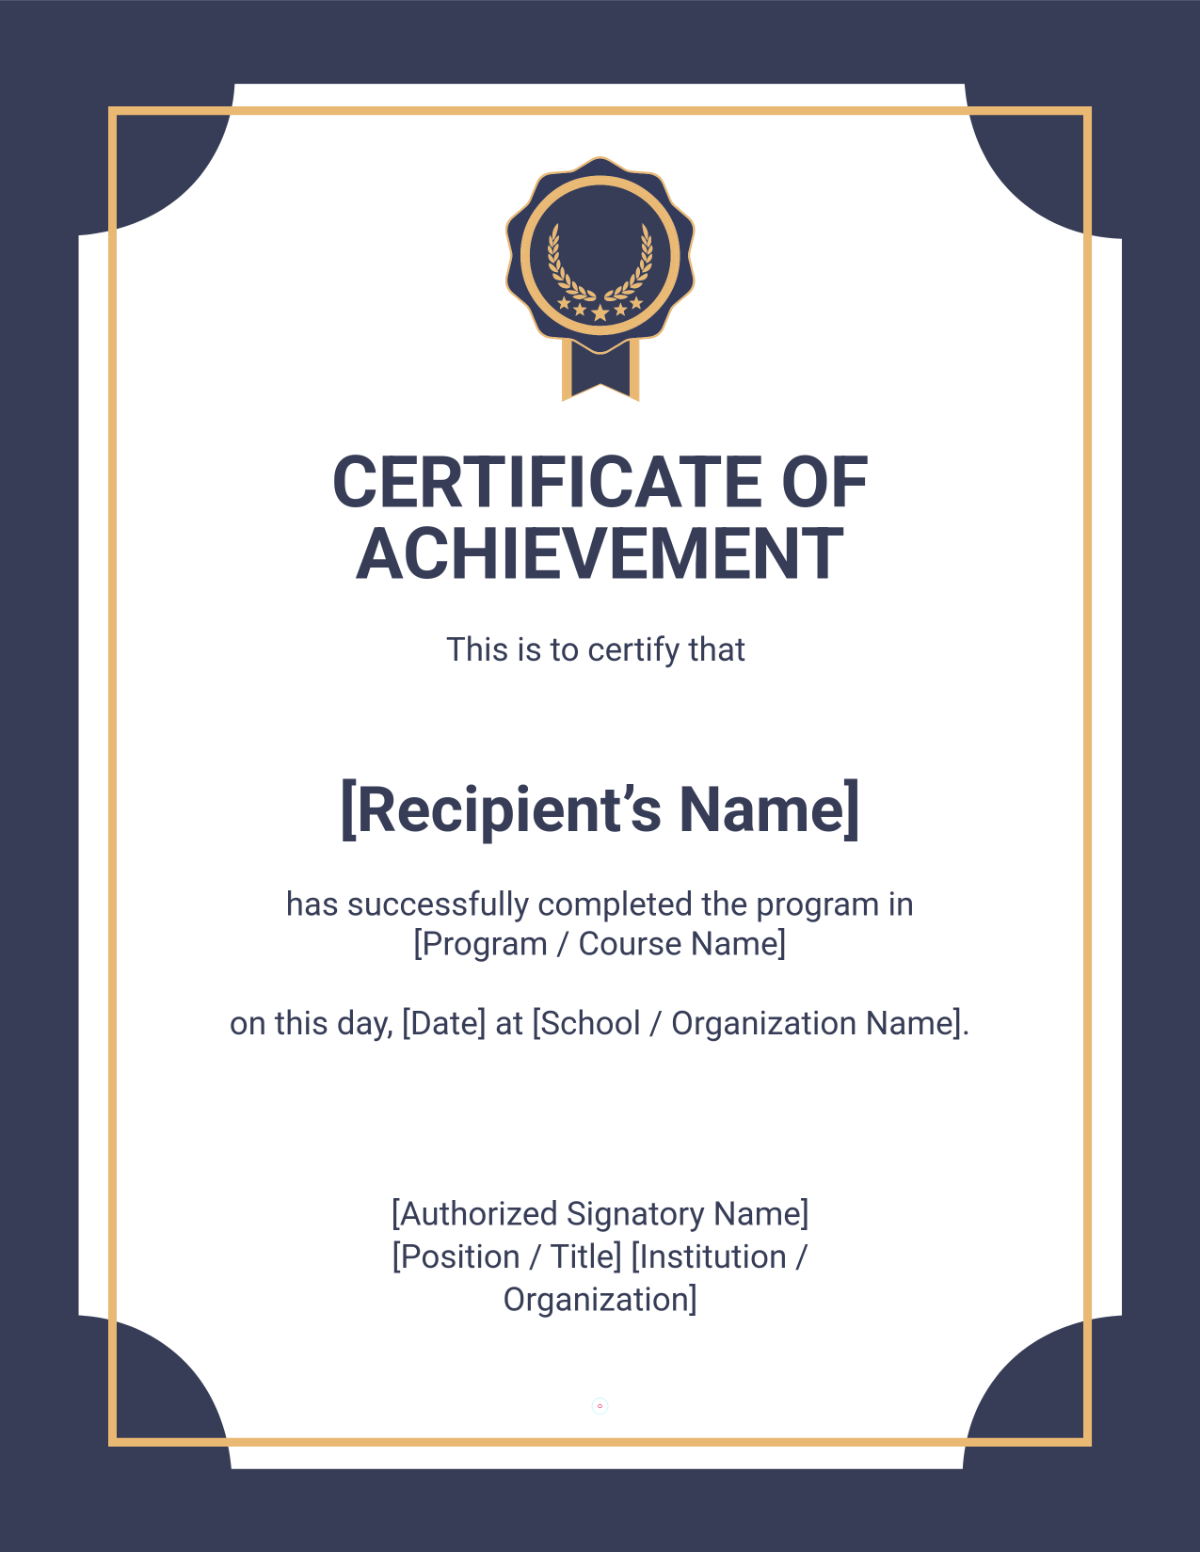 CERTIFICATE OF
ACHIEVEMENT
This is to certify that
[Recipient’s Name]
has successfully completed the program in
[Program / Course Name]
on this day, [Date] at [School / Organization Name].
[Authorized Signatory Name]
[Position / Title] [Institution /
Organization]